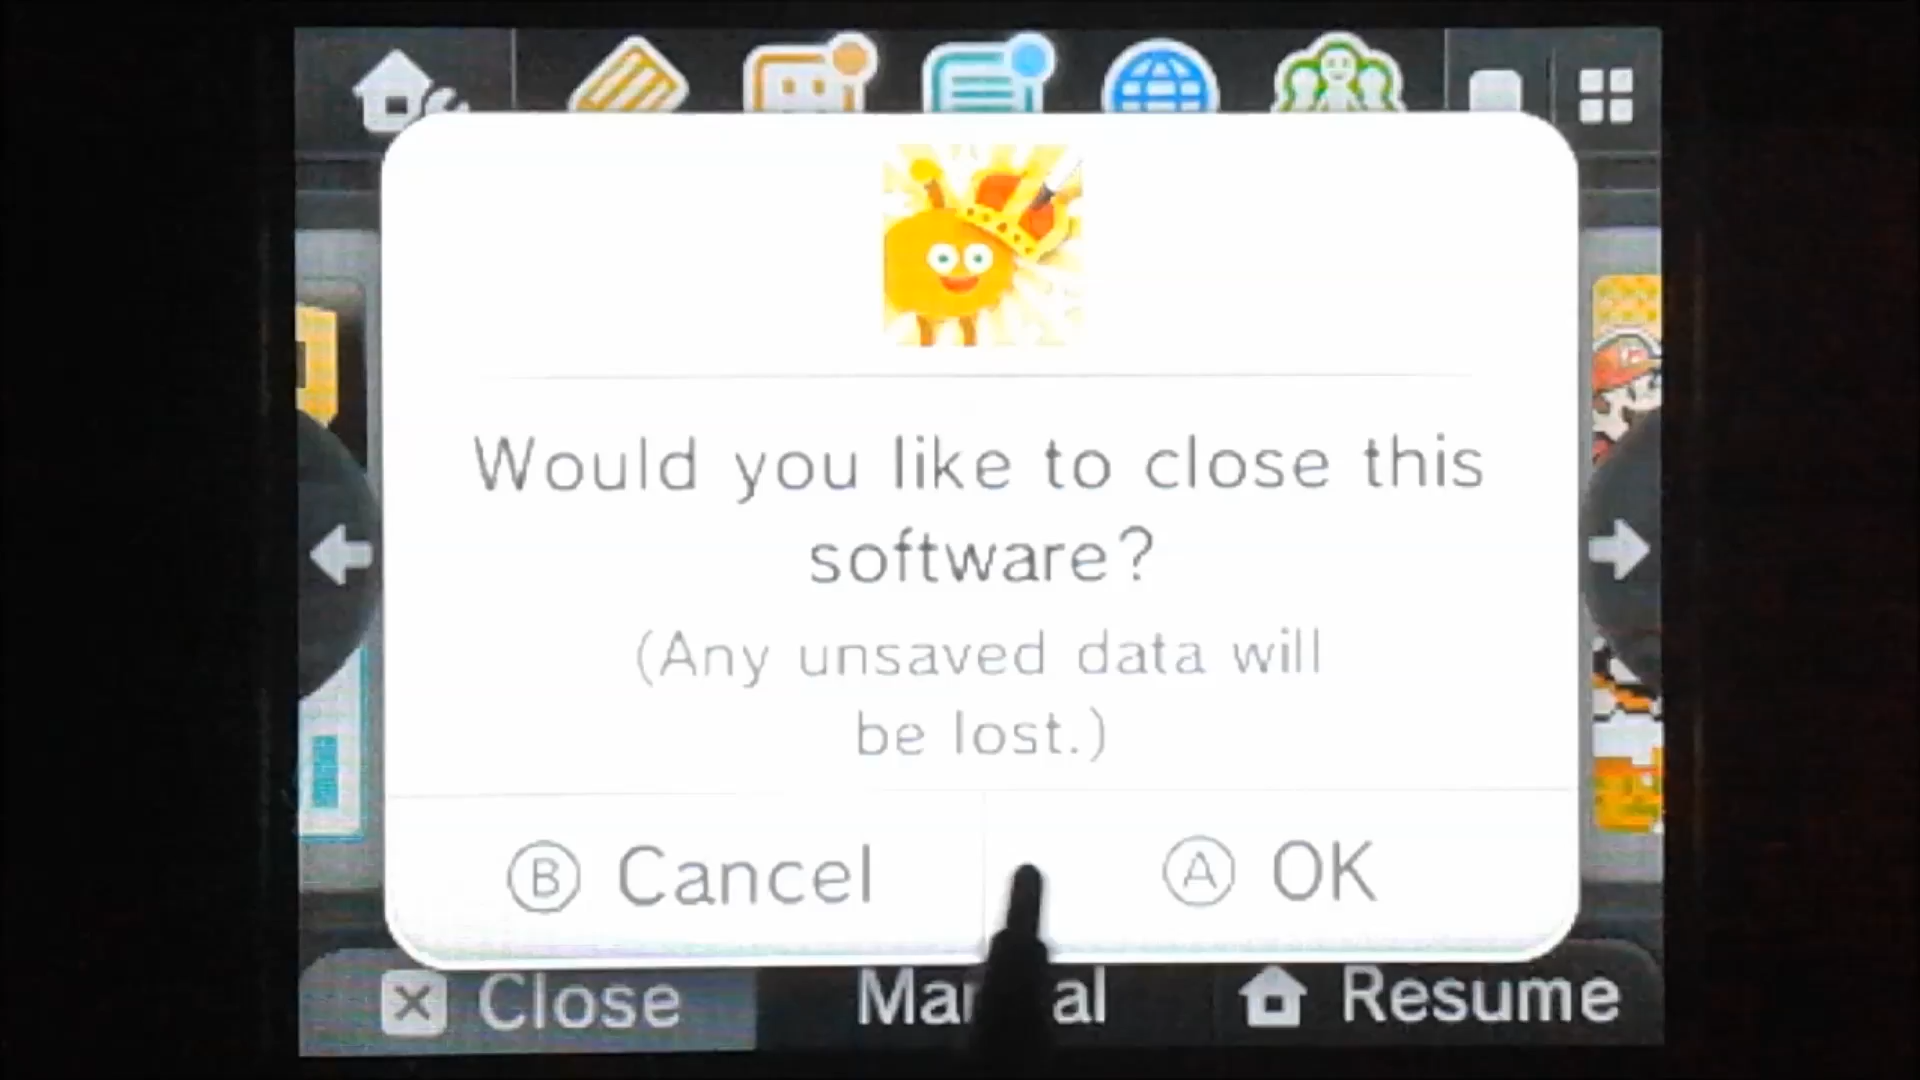 Would you like to close this
software?
(Any unsaved data will
be lost.)
B Cancel
A OK
X Close
Resume